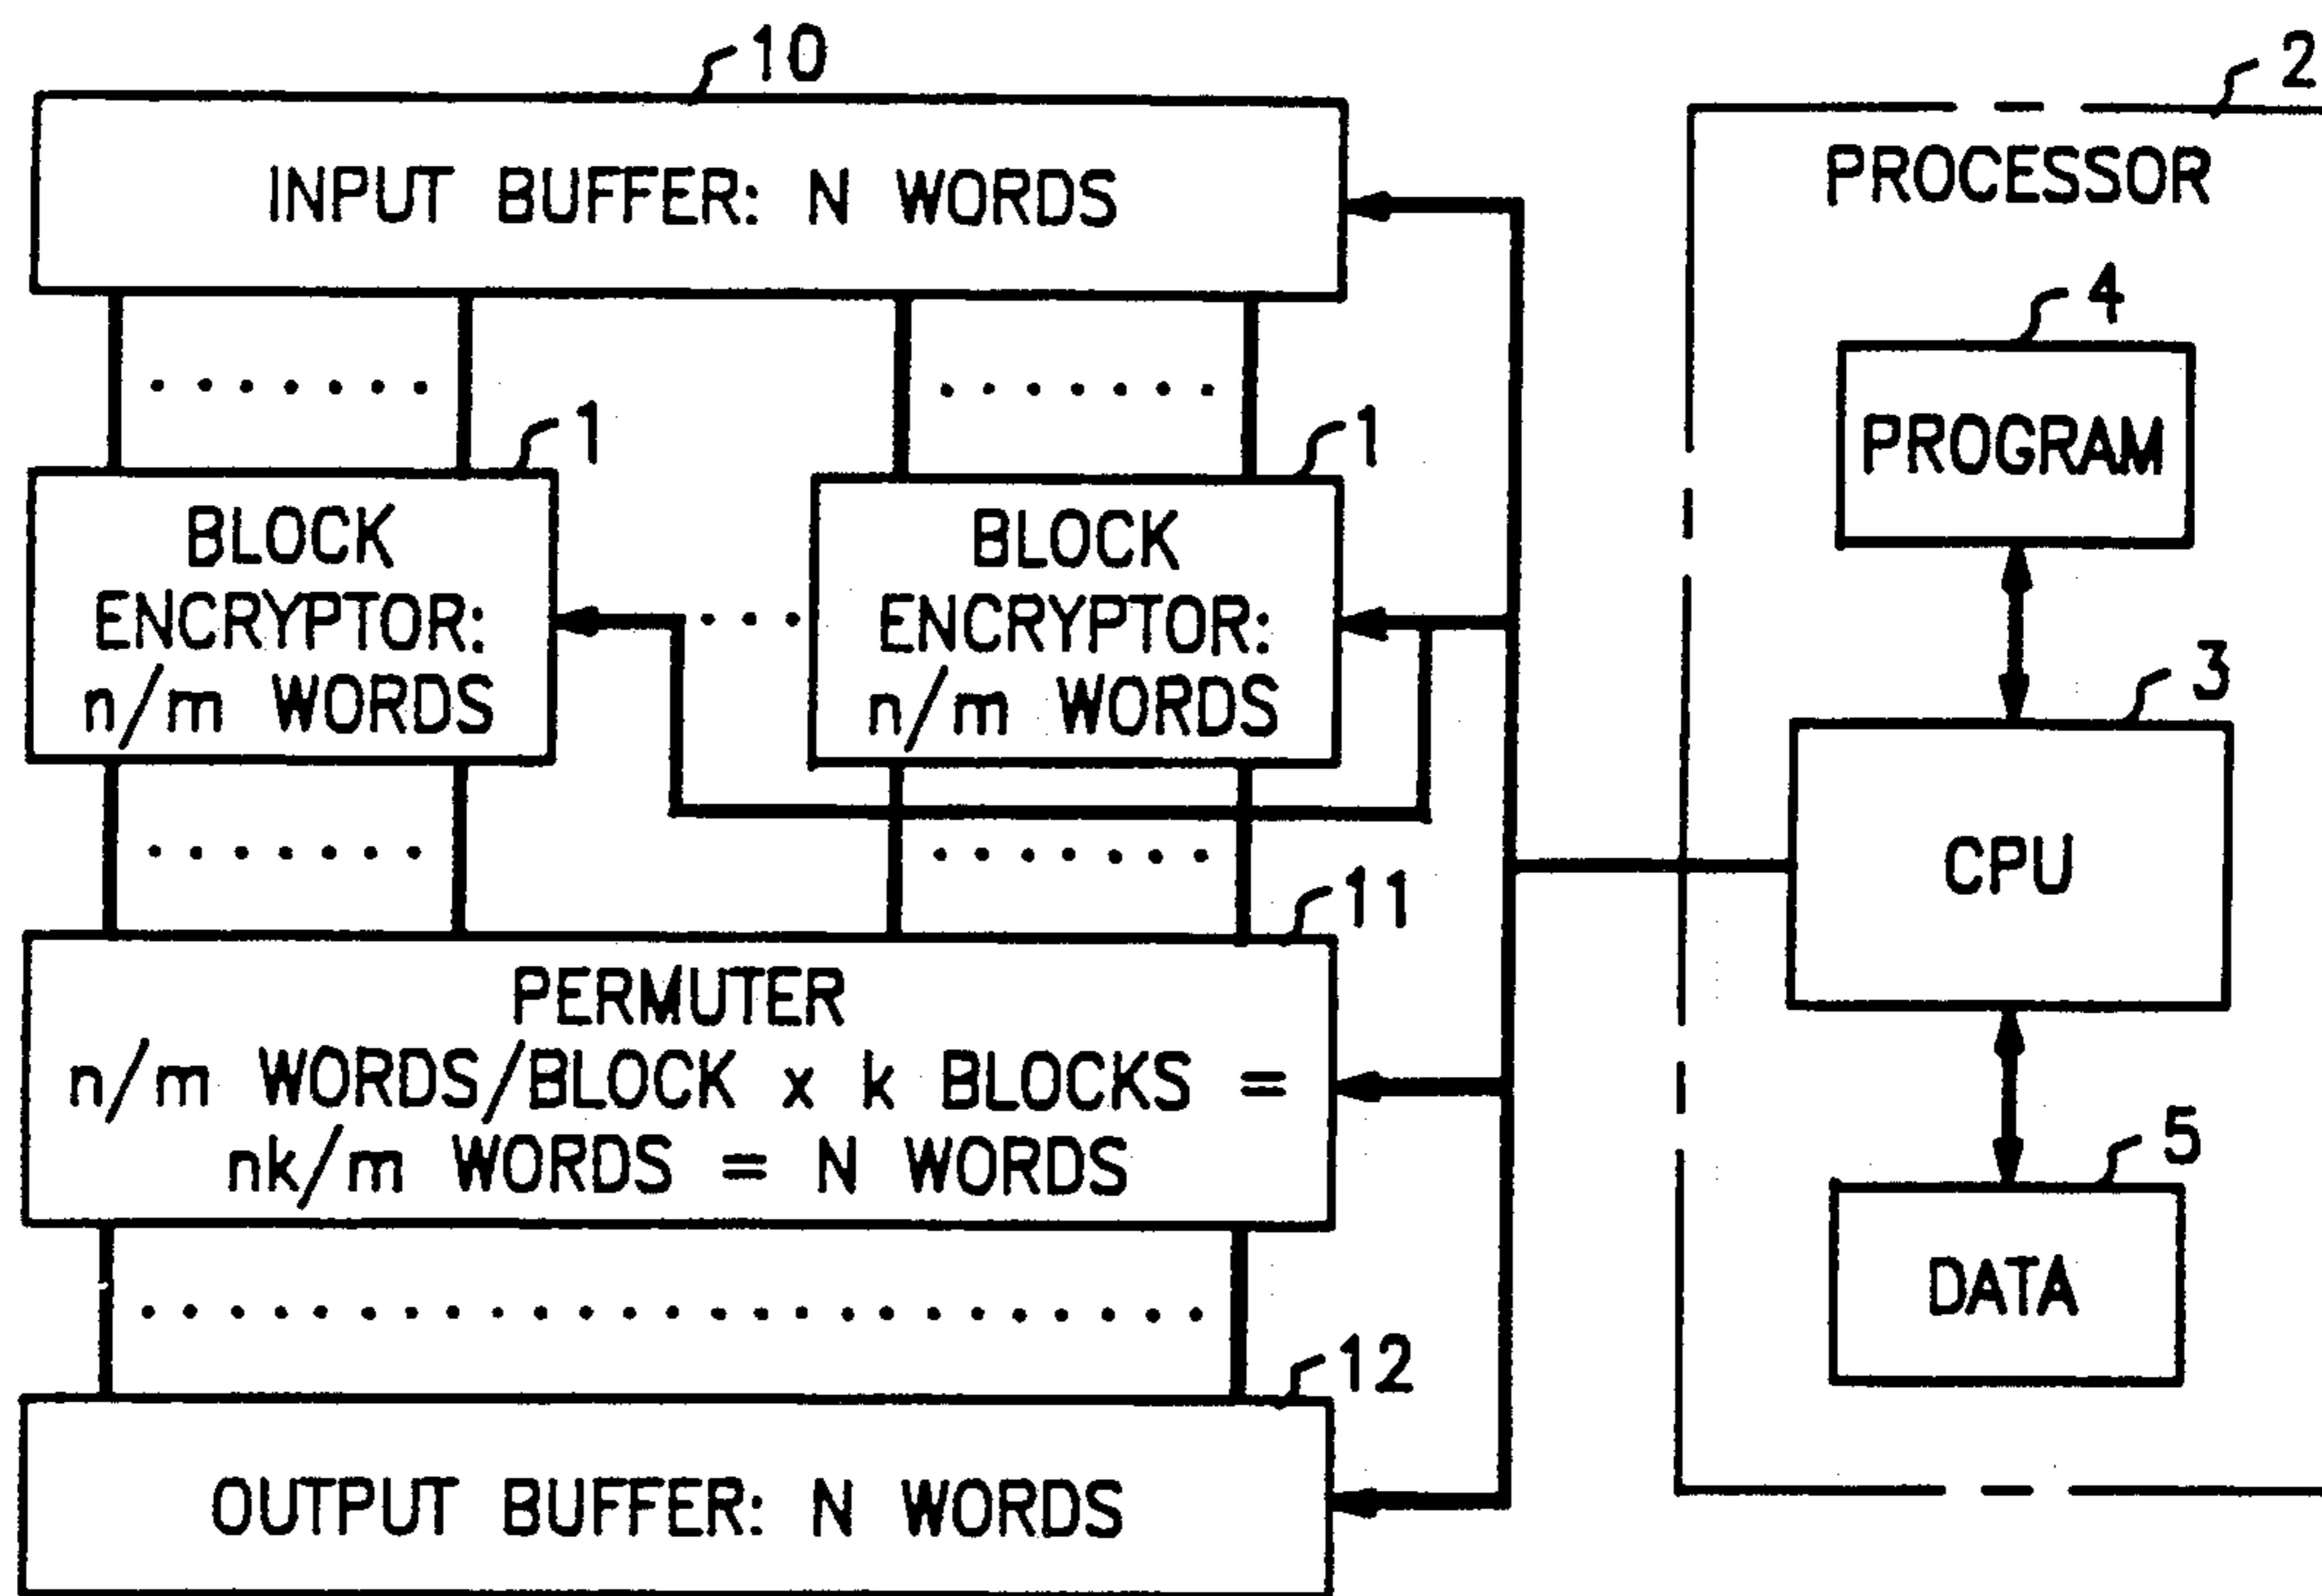 10
INPUT BUFFER: N WORDS
1
BLOCK
ENCRYPTOR:
n/m WORDS
1
BLOCK
ENCRYPTOR:
n/m WORDS
11
PERMUTER
n/m WORDS/BLOCK x k BLOCKS =
nk/m WORDS = N WORDS
12
OUTPUT BUFFER: N WORDS
2
PROCESSOR
4
PROGRAM
3
CPU
5
DATA